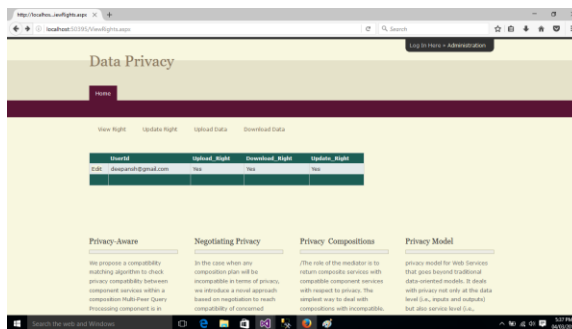 http://localhos...iewRights.aspx
localhost:50395/ViewRights.aspx
Search
Log In Here » Administration
Data Privacy
Home
View Right Update Right Upload Data Download Data
UserId Upload_Right Download_Right Update_Right
Edit deepansh@gmail.com Yes Yes Yes
Privacy-Aware
We propose a compatibility
matching algorithm to check
privacy compatibility between
component services within a
composition Multi-Peer Query
Processing component is in
Negotiating Privacy
In the case when any
composition plan will be
incompatible in terms of privacy,
we introduce a novel approach
based on negotiation to reach
compatibility of concerned
Privacy Compositions
/The role of the mediator is to
return composite services with
compatible component services
with respect to privacy. The
simplest way to deal with
compositions with incompatible.
Privacy Model
privacy model for Web Services
that goes beyond traditional
data-oriented models. It deals
with privacy not only at the data
level (i.e., inputs and outputs)
but also service level (i.e.,
Search the web and Windows
5:37 PM